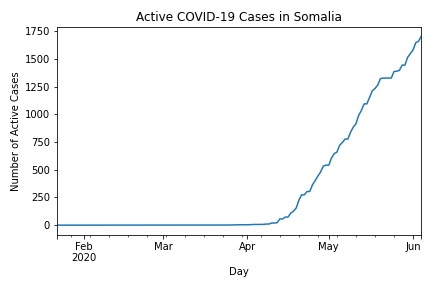 Active COVID-19 Cases in Somalia
Number of Active Cases
1750
1500
1250
1000
750
500
250
0
Feb
2020
Mar
Apr
May
Jun
Day